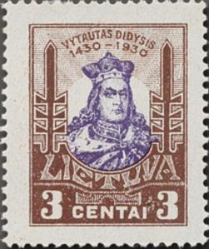 VYTAUTAS DIDYSIS
1430-1930
LIETUVA
3 CENTAI 3